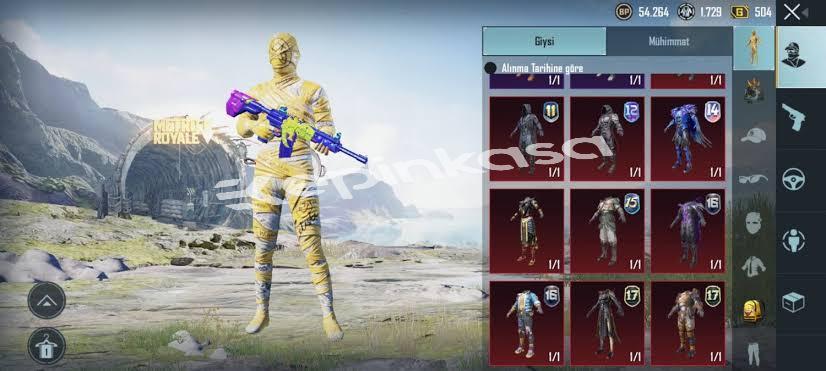 BP 54.264 1.729 G 504
Giysi Mühimmat
Alınma Tarihine göre
1/1 1/1 1/1
11 12 14
1/1 1/1 1/1
15 16
1/1 1/1 1/1
16 17 17
1/1 1/1 1/1
ROYALE
epinkasa